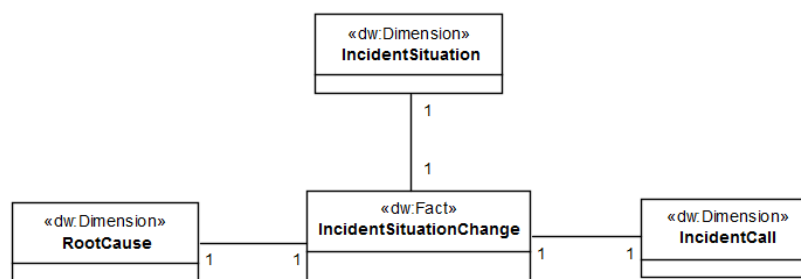 «dw:Dimension»
IncidentSituation
1
1
«dw:Dimension»
RootCause
1
1
«dw:Fact»
IncidentSituationChange
1
1
«dw:Dimension»
IncidentCall